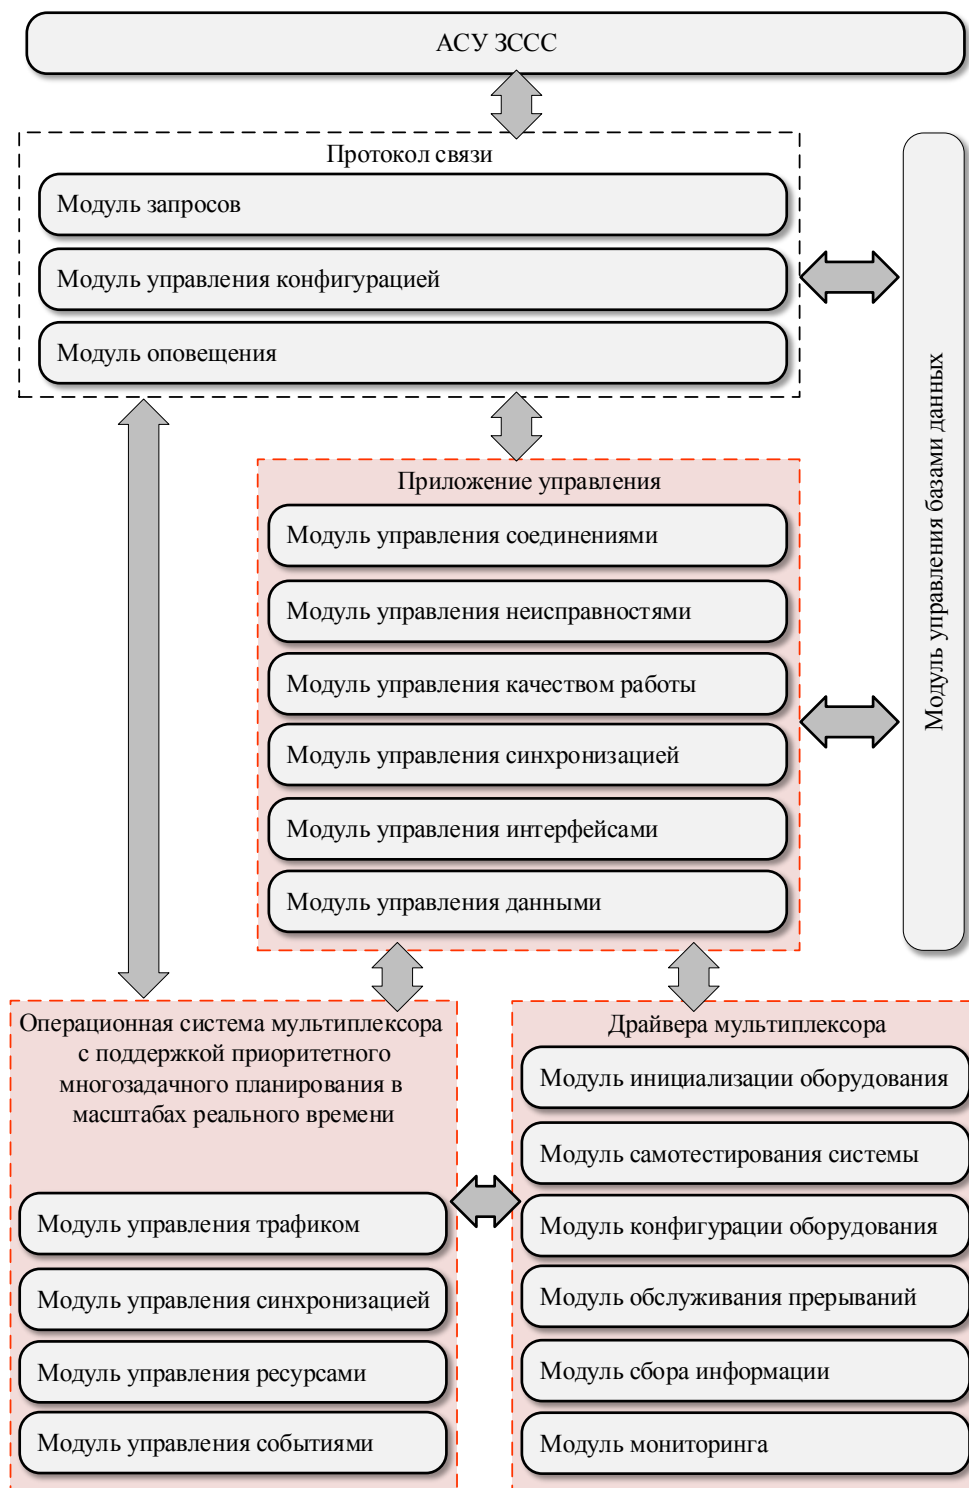 АСУ ЗССС
Протокол связи
Модуль запросов
Модуль управления конфигурацией
Модуль оповещения
Модуль управления базами данных
Приложение управления
Модуль управления соединениями
Модуль управления неисправностями
Модуль управления качеством работы
Модуль управления синхронизацией
Модуль управления интерфейсами
Модуль управления данными
Операционная система мультиплексора
с поддержкой приоритетного
многозадачного планирования в
масштабах реального времени
Модуль управления трафиком
Модуль управления синхронизацией
Модуль управления ресурсами
Модуль управления событиями
Драйвера мультиплексора
Модуль инициализации оборудования
Модуль самотестирования системы
Модуль конфигурации оборудования
Модуль обслуживания прерываний
Модуль сбора информации
Модуль мониторинга